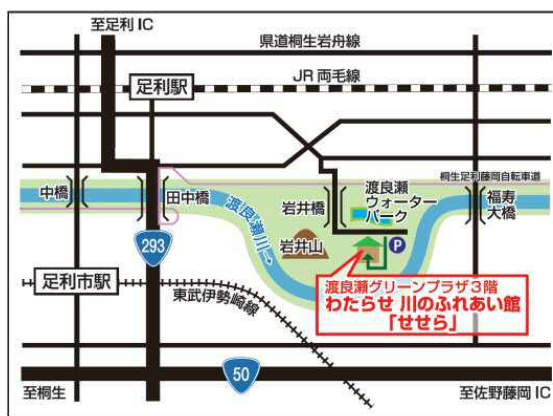 至足利IC
県道桐生岩舟線
JR両毛線
足利駅
桐生足利藤岡自転車道
中橋
田中橋
渡良瀬川→
岩井橋
渡良瀬
ウォーター
パーク
福寿
大橋
岩井山
P
293
足利市駅
東武伊勢崎線
渡良瀬グリーンプラザ3階
わたらせ 川のふれあい館
「せせら」
50
至桐生
至佐野藤岡IC